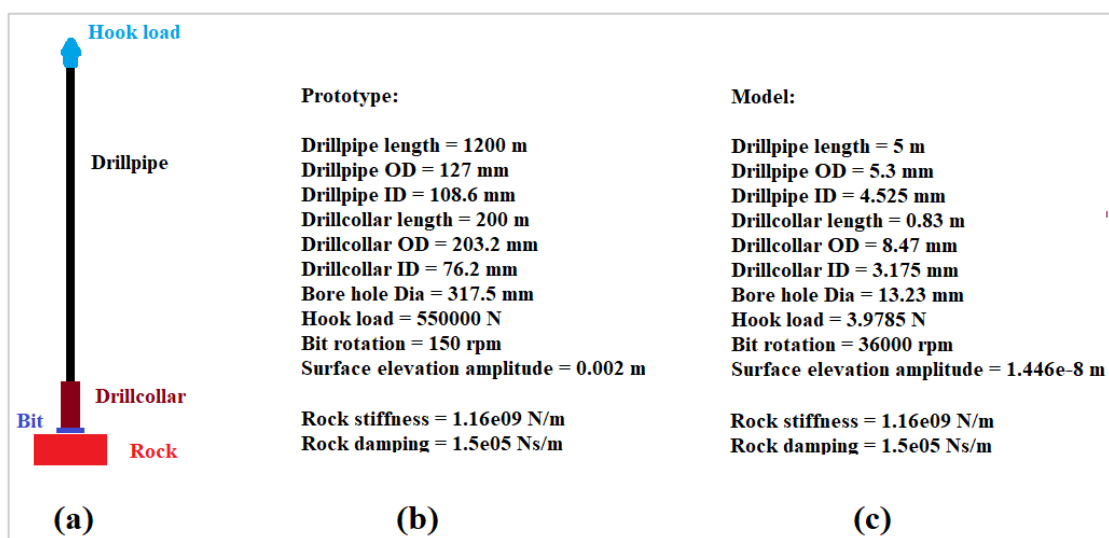 Hook load
Drillpipe
Drillcollar
Bit
Rock
(a)
Prototype:
Drillpipe length = 1200 m
Drillpipe OD = 127 mm
Drillpipe ID = 108.6 mm
Drillcollar length = 200 m
Drillcollar OD = 203.2 mm
Drillcollar ID = 76.2 mm
Bore hole Dia = 317.5 mm
Hook load = 550000 N
Bit rotation = 150 rpm
Surface elevation amplitude = 0.002 m
Rock stiffness = 1.16e09 N/m
Rock damping = 1.5e05 Ns/m
(b)
Model:
Drillpipe length = 5 m
Drillpipe OD = 5.3 mm
Drillpipe ID = 4.525 mm
Drillcollar length = 0.83 m
Drillcollar OD = 8.47 mm
Drillcollar ID = 3.175 mm
Bore hole Dia = 13.23 mm
Hook load = 3.9785 N
Bit rotation = 36000 rpm
Surface elevation amplitude = 1.446e-8 m
Rock stiffness = 1.16e09 N/m
Rock damping = 1.5e05 Ns/m
(c)